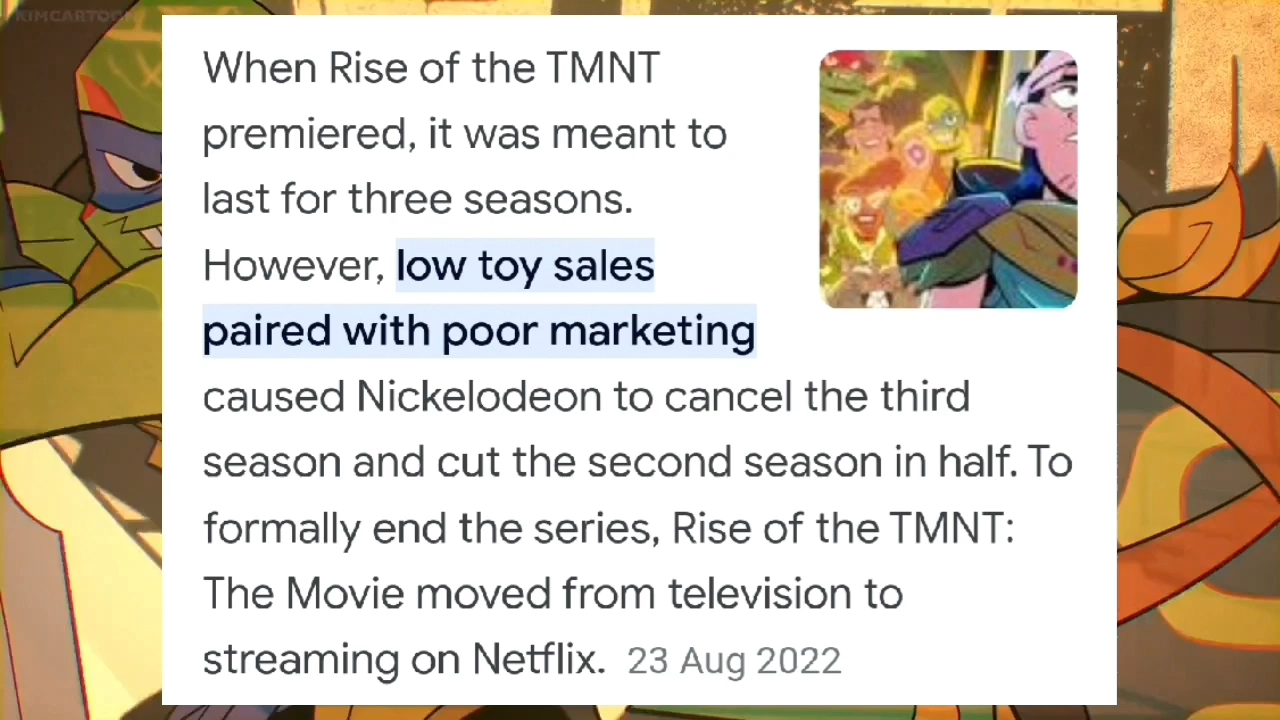 KIMCARTOON
When Rise of the TMNT
premiered, it was meant to
last for three seasons.
However, low toy sales
paired with poor marketing
caused Nickelodeon to cancel the third
season and cut the second season in half. To
formally end the series, Rise of the TMNT:
The Movie moved from television to
streaming on Netflix. 23 Aug 2022